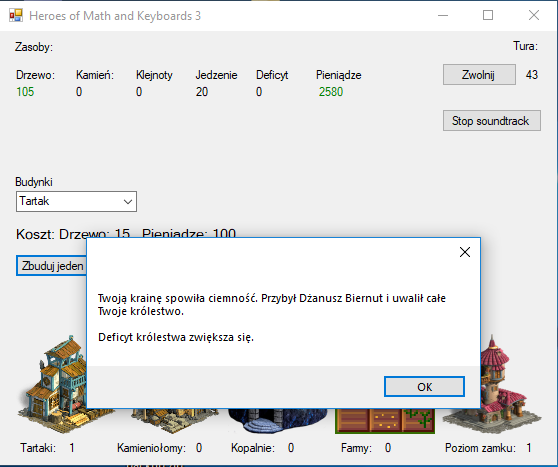 Heroes of Math and Keyboards 3
Zasoby:
Tura:
Drzewo: Kamień: Klejnoty Jedzenie Deficyt Pieniądze
105 0 0 20 0 2580
Zwolnij 43
Stop soundtrack
Budynki
Tartak
Koszt: Drzewo: 15 Pieniądze: 100
Zbuduj jeden
Twoją krainę spowiła ciemność. Przybył Dżanusz Biernut i uwalił całe
Twoje królestwo.
Deficyt królestwa zwiększa się.
OK
Tartaki: 1 Kamieniołomy: 0 Kopalnie: 0 Farmy: 0 Poziom zamku: 1